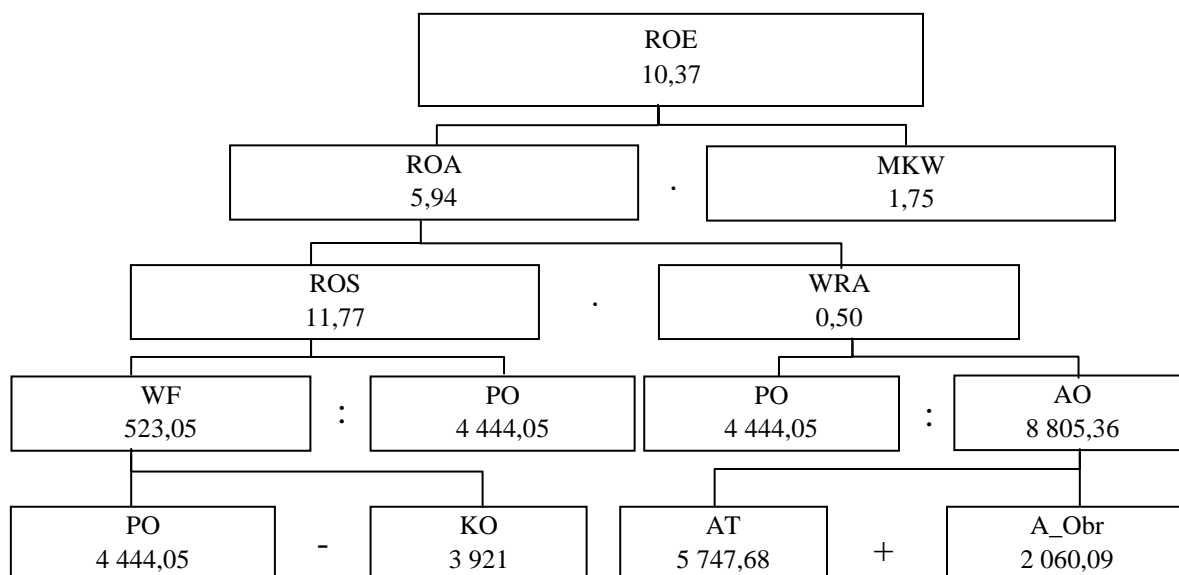 ROE
10,37
ROA
5,94
.
MKW
1,75
ROS
11,77
.
WRA
0,50
WF
523,05
:
PO
4 444,05
PO
4 444,05
:
AO
8 805,36
PO
4 444,05
-
KO
3 921
AT
5 747,68
+
A_Obr
2 060,09